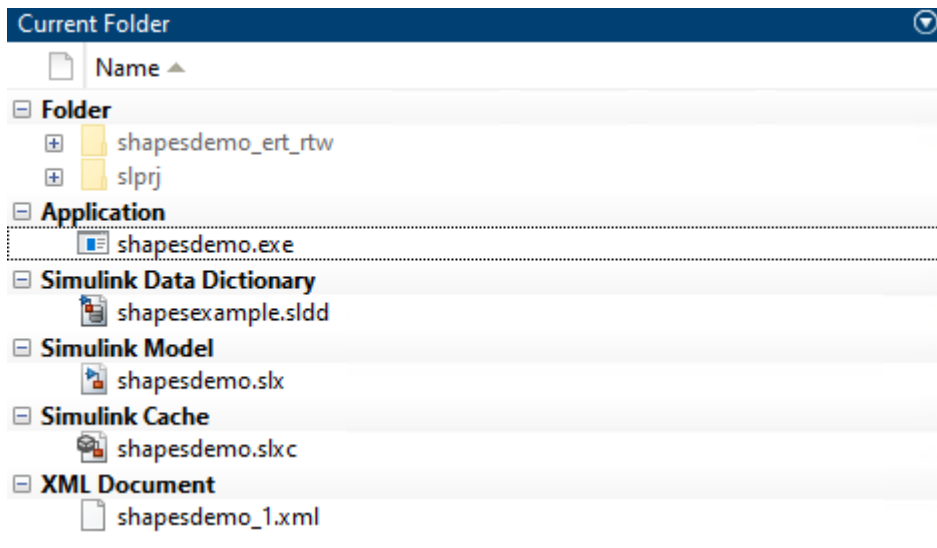 Current Folder
Name
Folder
shapesdemo_ert_rtw
slprj
Application
shapesdemo.exe
Simulink Data Dictionary
shapesexample.sldd
Simulink Model
shapesdemo.slx
Simulink Cache
shapesdemo.slxc
XML Document
shapesdemo_1.xml